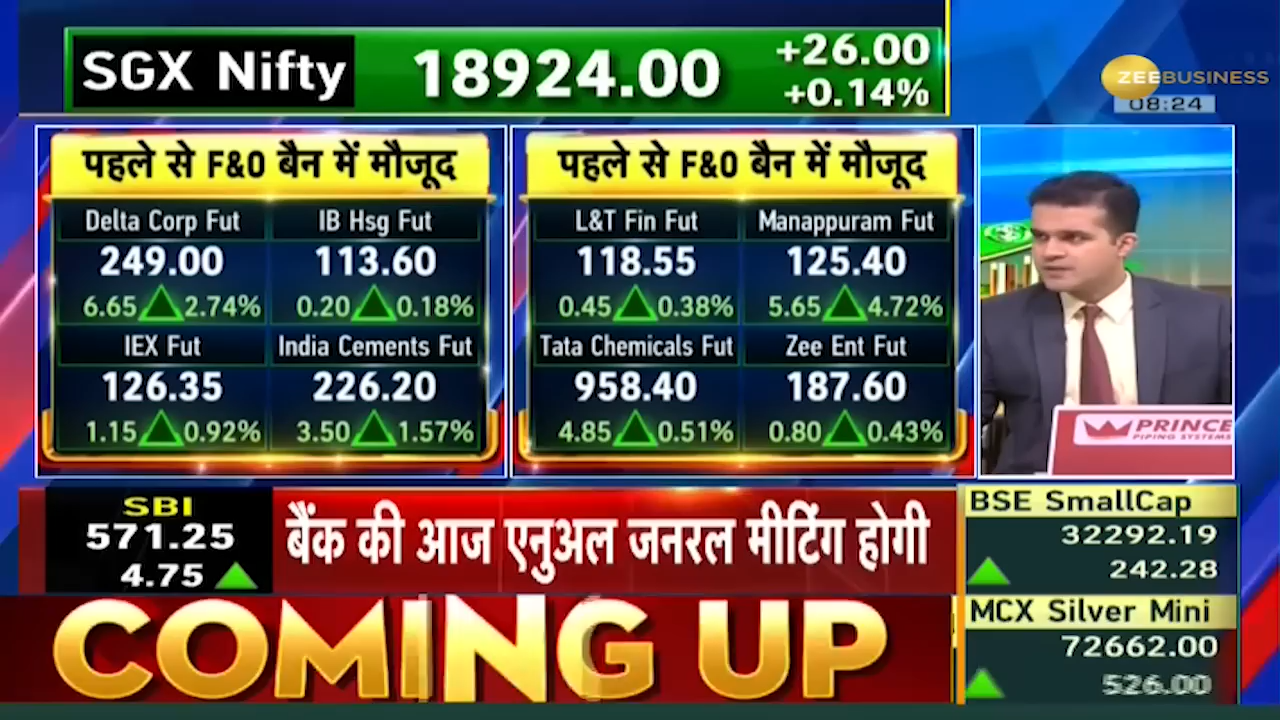 SGX Nifty 18924.00 +26.00
+0.14%
ZEEBUSINESS
08:24
पहले से F&O बैन में मौजूद
Delta Corp Fut IB Hsg Fut
249.00 113.60
6.65 2.74% 0.20 0.18%
IEX Fut India Cements Fut
126.35 226.20
1.15 0.92% 3.50 1.57%
पहले से F&O बैन में मौजूद
L&T Fin Fut Manappuram Fut
118.55 125.40
0.45 0.38% 5.65 4.72%
Tata Chemicals Fut Zee Ent Fut
958.40 187.60
4.85 0.51% 0.80 0.43%
PRINCE
PIPING SYSTEMS
SBI
571.25
4.75
बैंक की आज एनुअल जनरल मीटिंग होगी
BSE SmallCap
32292.19
242.28
MCX Silver Mini
72662.00
526.00
COMING UP